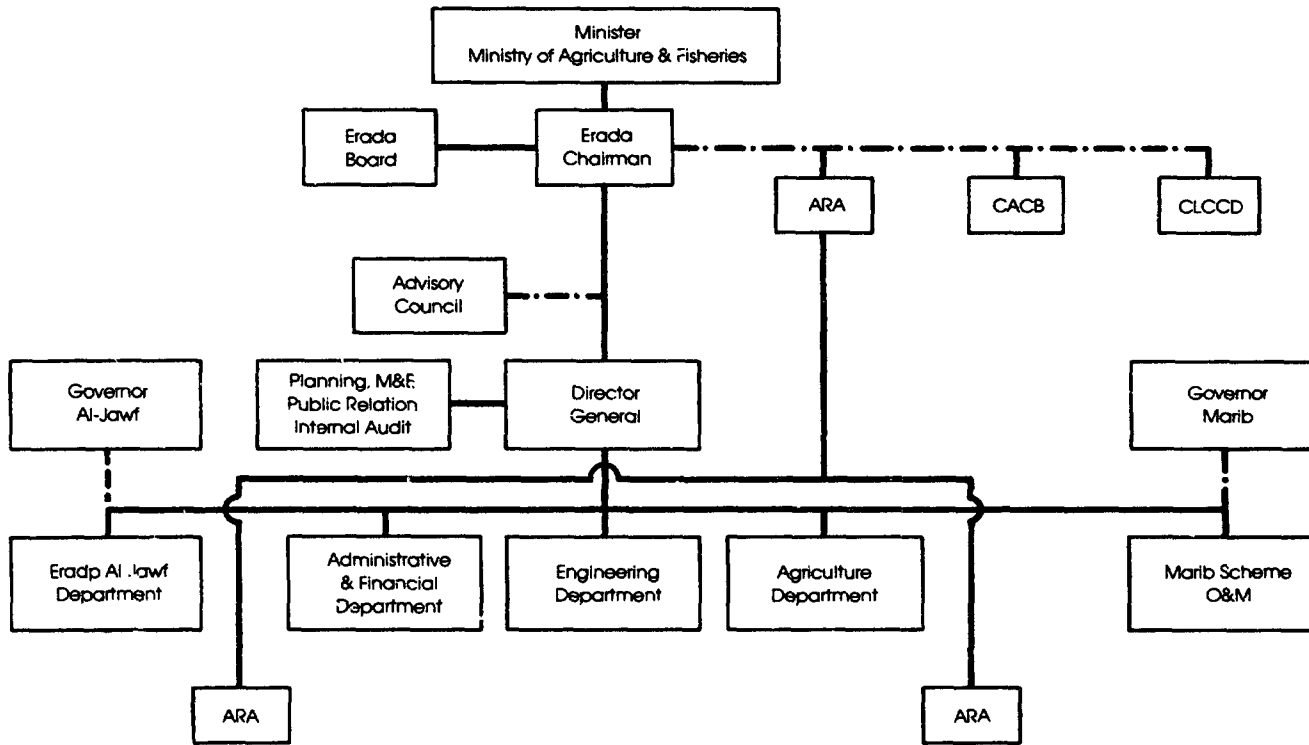 Minister
Ministry of Agriculture & Fisheries
Erada
Board
Erada
Chairman
ARA
CACB
CLCCD
Advisory
Council
Governor
Al-Jawf
Planning, M&E,
Public Relation
Internal Audit
Director
General
Governor
Marib
Eradp Al Jawf
Department
Administrative
& Financial
Department
Engineering
Department
Agriculture
Department
Marib Scheme
O&M
ARA
ARA